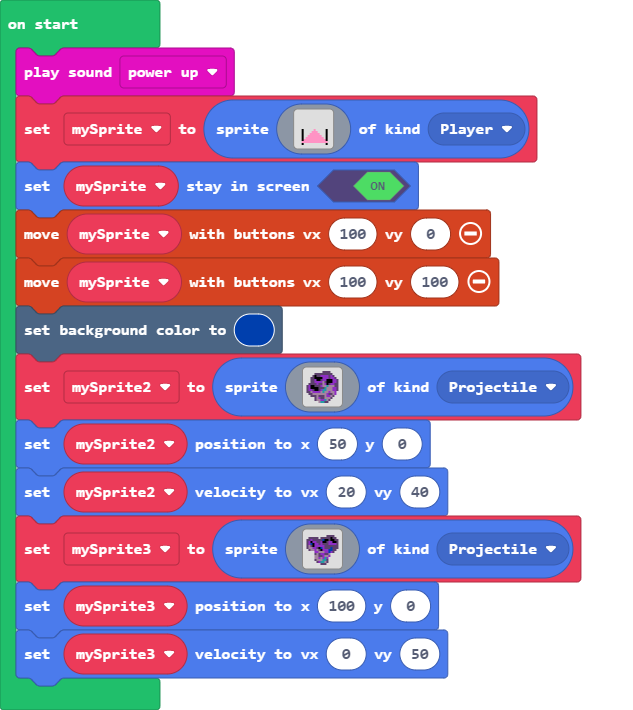 on start
play sound power up
set mySprite to sprite of kind Player
set mySprite stay in screen ON
move mySprite with buttons vx 100 vy 0
move mySprite with buttons vx 100 vy 100
set background color to
set mySprite2 to sprite of kind Projectile
set mySprite2 position to x 50 y 0
set mySprite2 velocity to vx 20 vy 40
set mySprite3 to sprite of kind Projectile
set mySprite3 position to x 100 y 0
set mySprite3 velocity to vx 0 vy 50